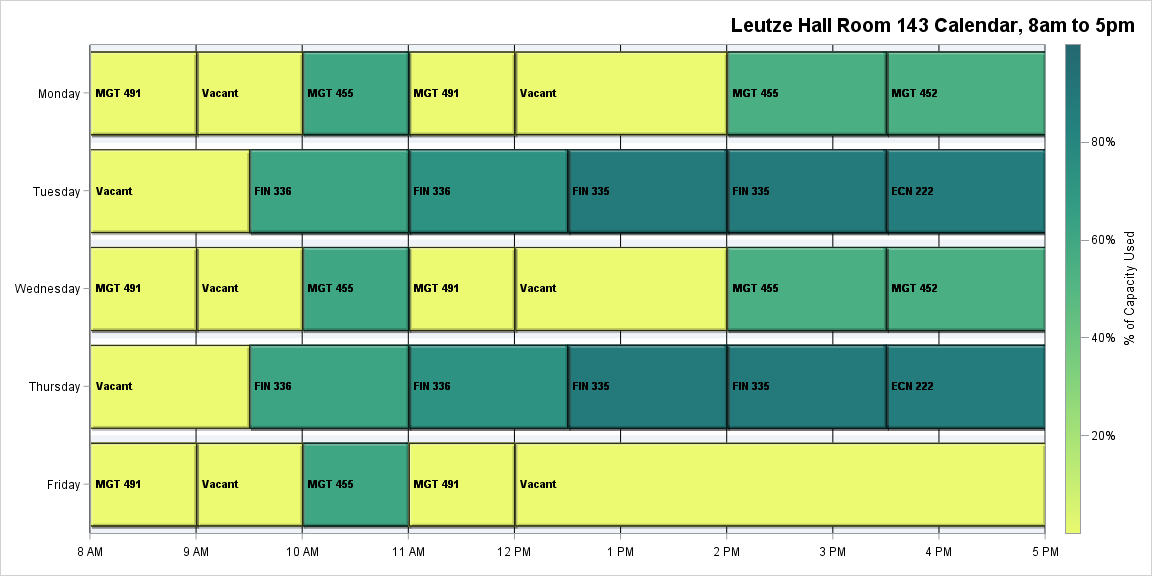 Leutze Hall Room 143 Calendar, 8am to 5pm
Monday
MGT 491
Vacant
MGT 455
MGT 491
Vacant
MGT 455
MGT 452
Tuesday
Vacant
FIN 336
FIN 336
FIN 335
FIN 335
ECN 222
Wednesday
MGT 491
Vacant
MGT 455
MGT 491
Vacant
MGT 455
MGT 452
Thursday
Vacant
FIN 336
FIN 336
FIN 335
FIN 335
ECN 222
Friday
MGT 491
Vacant
MGT 455
MGT 491
Vacant
8 AM
9 AM
10 AM
11 AM
12 PM
1 PM
2 PM
3 PM
4 PM
5 PM
80%
60%
40%
20%
% of Capacity Used